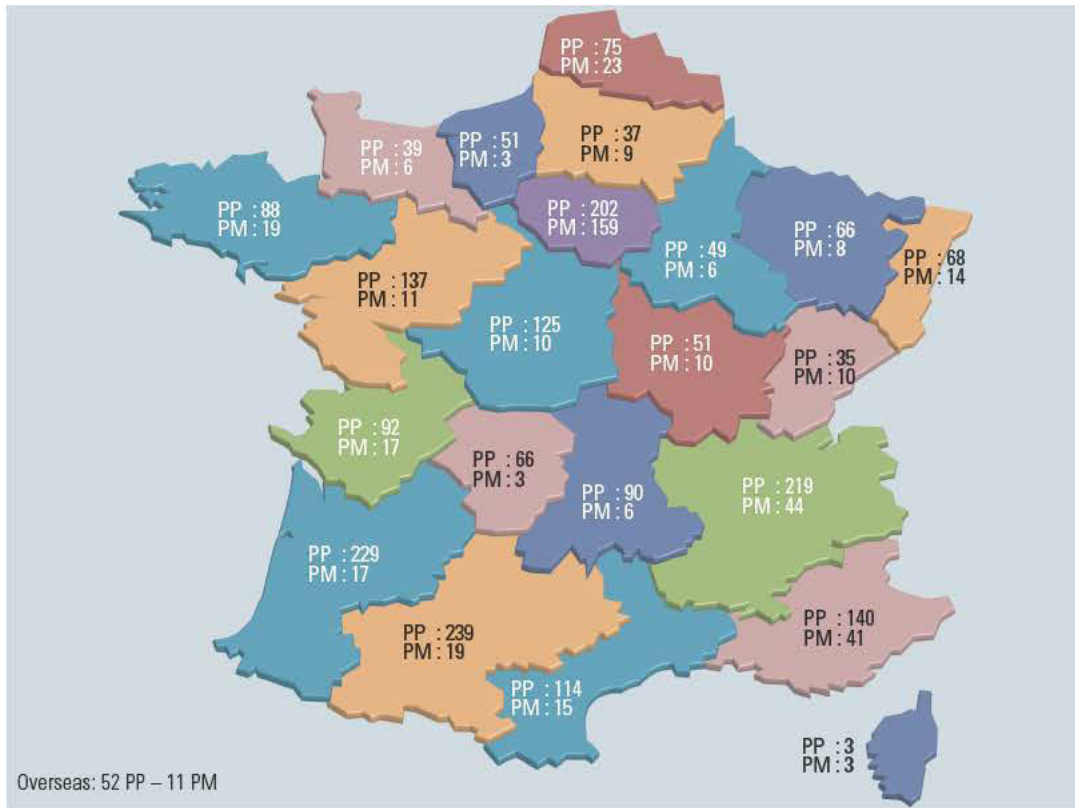 PP : 75
PM : 23
PP : 37
PM : 9
PP : 51
PM : 3
PP : 39
PM : 6
PP : 88
PM : 19
PP : 202
PM : 159
PP : 66
PM : 8
PP : 49
PM : 6
PP : 68
PM : 14
PP : 137
PM : 11
PP : 125
PM : 10
PP : 51
PM : 10
PP : 35
PM : 10
PP : 92
PM : 17
PP : 66
PM : 3
PP : 90
PM : 6
PP : 219
PM : 44
PP : 229
PM : 17
PP : 239
PM : 19
PP : 140
PM : 41
PP : 114
PM : 15
PP : 3
PM : 3
Overseas: 52 PP – 11 PM